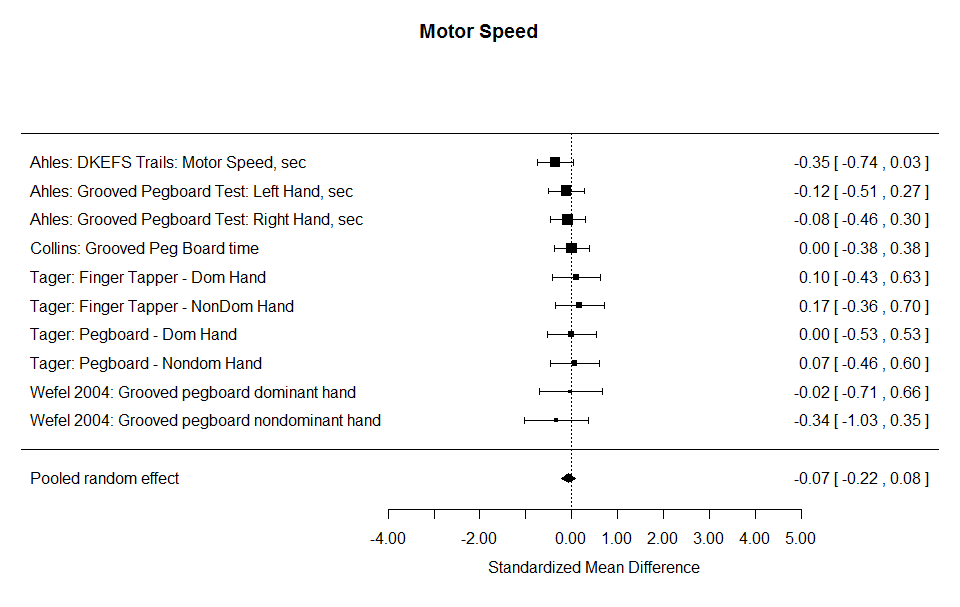 Motor Speed
Ahles: DKEFS Trails: Motor Speed, sec -0.35 [ -0.74 , 0.03 ]
Ahles: Grooved Pegboard Test: Left Hand, sec -0.12 [ -0.51 , 0.27 ]
Ahles: Grooved Pegboard Test: Right Hand, sec -0.08 [ -0.46 , 0.30 ]
Collins: Grooved Peg Board time 0.00 [ -0.38 , 0.38 ]
Tager: Finger Tapper - Dom Hand 0.10 [ -0.43 , 0.63 ]
Tager: Finger Tapper - NonDom Hand 0.17 [ -0.36 , 0.70 ]
Tager: Pegboard - Dom Hand 0.00 [ -0.53 , 0.53 ]
Tager: Pegboard - Nondom Hand 0.07 [ -0.46 , 0.60 ]
Wefel 2004: Grooved pegboard dominant hand -0.02 [ -0.71 , 0.66 ]
Wefel 2004: Grooved pegboard nondominant hand -0.34 [ -1.03 , 0.35 ]
Pooled random effect -0.07 [ -0.22 , 0.08 ]
-4.00 -2.00 0.00 1.00 2.00 3.00 4.00 5.00
Standardized Mean Difference